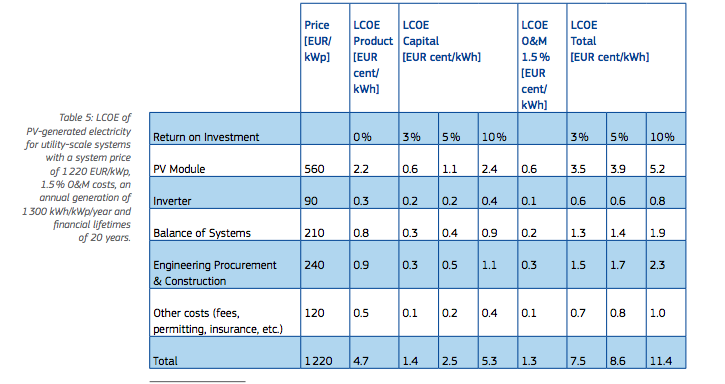 Table 5: LCOE of
PV-generated electricity
for utility-scale systems
with a system price
of 1 220 EUR/kWp,
1.5 % O&M costs, an
annual generation of
1 300 kWh/kWp/year and
financial lifetimes
of 20 years.
Price [EUR/ kWp] LCOE Product [EUR cent/ kWh] LCOE Capital [EUR cent/kWh] LCOE O&M 1.5 % [EUR cent/ kWh] LCOE Total [EUR cent/kWh]
Return on Investment 0 % 3 % 5 % 10 % 3 % 5 % 10 %
PV Module 560 2.2 0.6 1.1 2.4 0.6 3.5 3.9 5.2
Inverter 90 0.3 0.2 0.2 0.4 0.1 0.6 0.6 0.8
Balance of Systems 210 0.8 0.3 0.4 0.9 0.2 1.3 1.4 1.9
Engineering Procurement 240 0.9 0.3 0.5 1.1 0.3 1.5 1.7 2.3
& Construction
Other costs (fees, 120 0.5 0.1 0.2 0.4 0.1 0.7 0.8 1.0
permitting, insurance, etc.)
Total 1 220 4.7 1.4 2.5 5.3 1.3 7.5 8.6 11.4